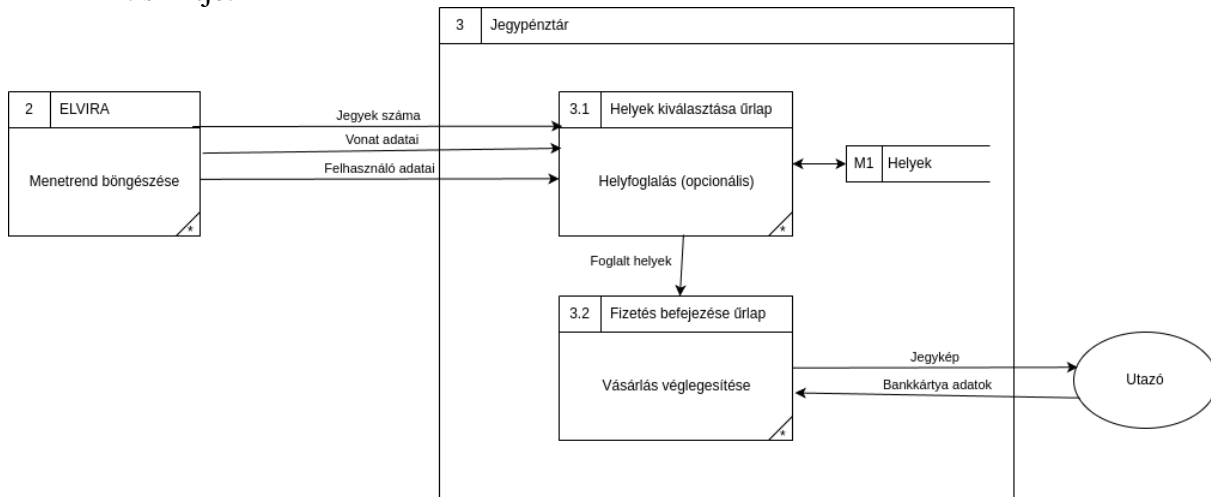 3 Jegypénztár
2 ELVIRA
Menetrend böngészése
*
Jegyek száma
Vonat adatai
Felhasználó adatai
3.1 Helyek kiválasztása űrlap
Helyfoglalás (opcionális)
*
M1 Helyek
Foglalt helyek
3.2 Fizetés befejezése űrlap
Vásárlás véglegesítése
*
Jegykép
Bankkártya adatok
Utazó